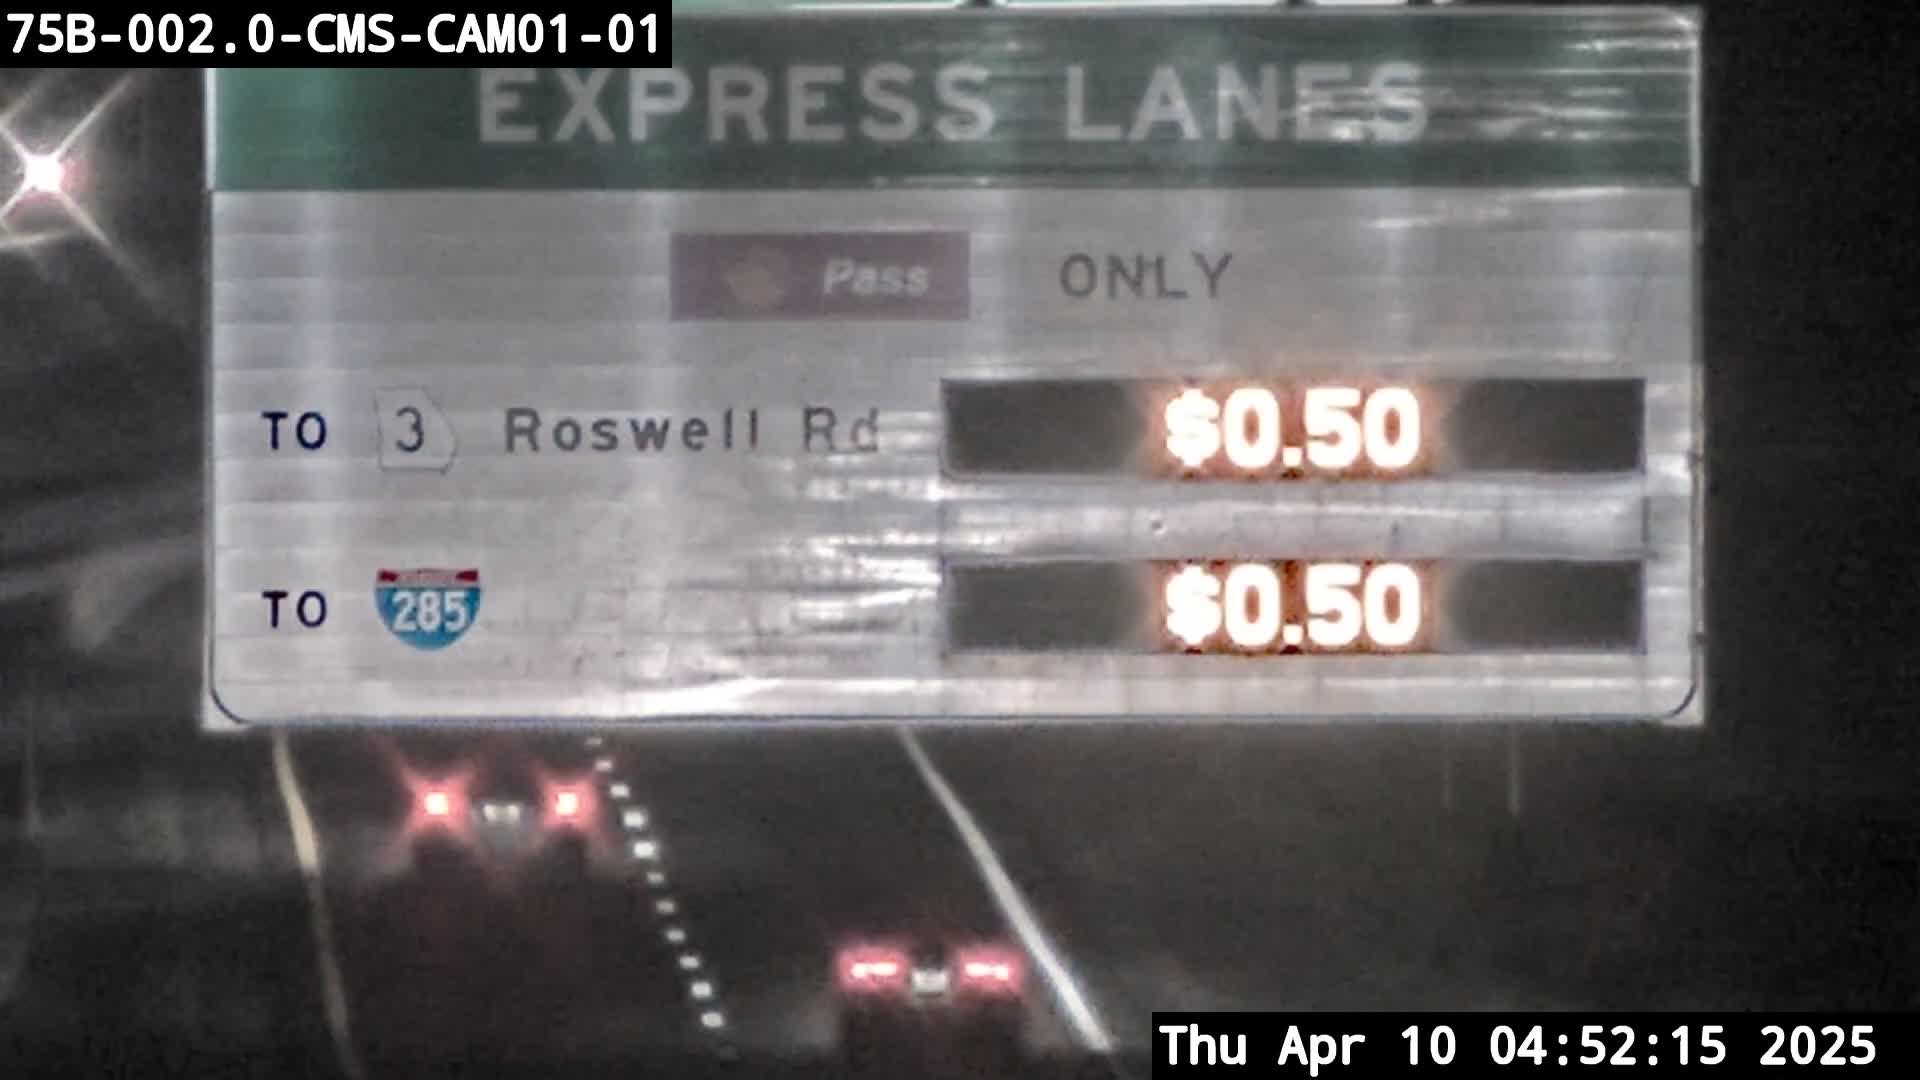 75B-002.0-CMS-CAM01-01
EXPRESS LANES
Pass ONLY
TO 3 Roswell Rd $0.50
TO 285 $0.50
Thu Apr 10 04:52:15 2025